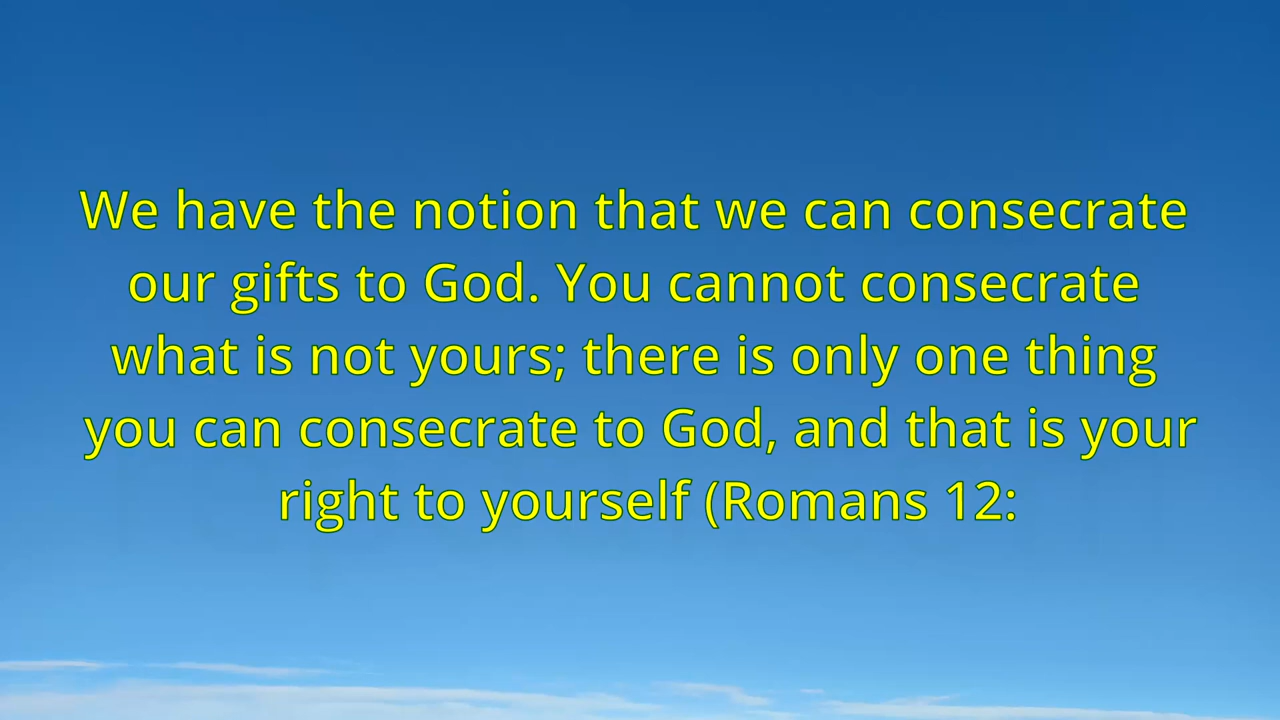 We have the notion that we can consecrate
our gifts to God. You cannot consecrate
what is not yours; there is only one thing
you can consecrate to God, and that is your
right to yourself (Romans 12: